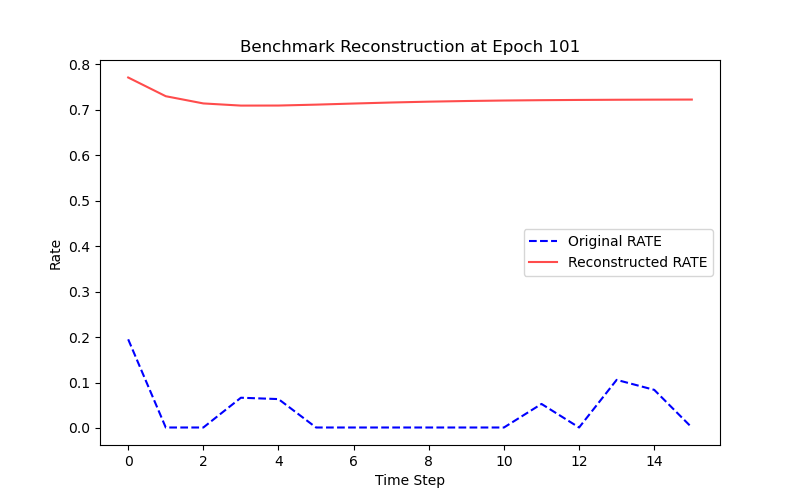 Benchmark Reconstruction at Epoch 101
Rate
0.8
0.7
0.6
0.5
0.4
0.3
0.2
0.1
0.0
Original RATE
Reconstructed RATE
0 2 4 6 8 10 12 14
Time Step